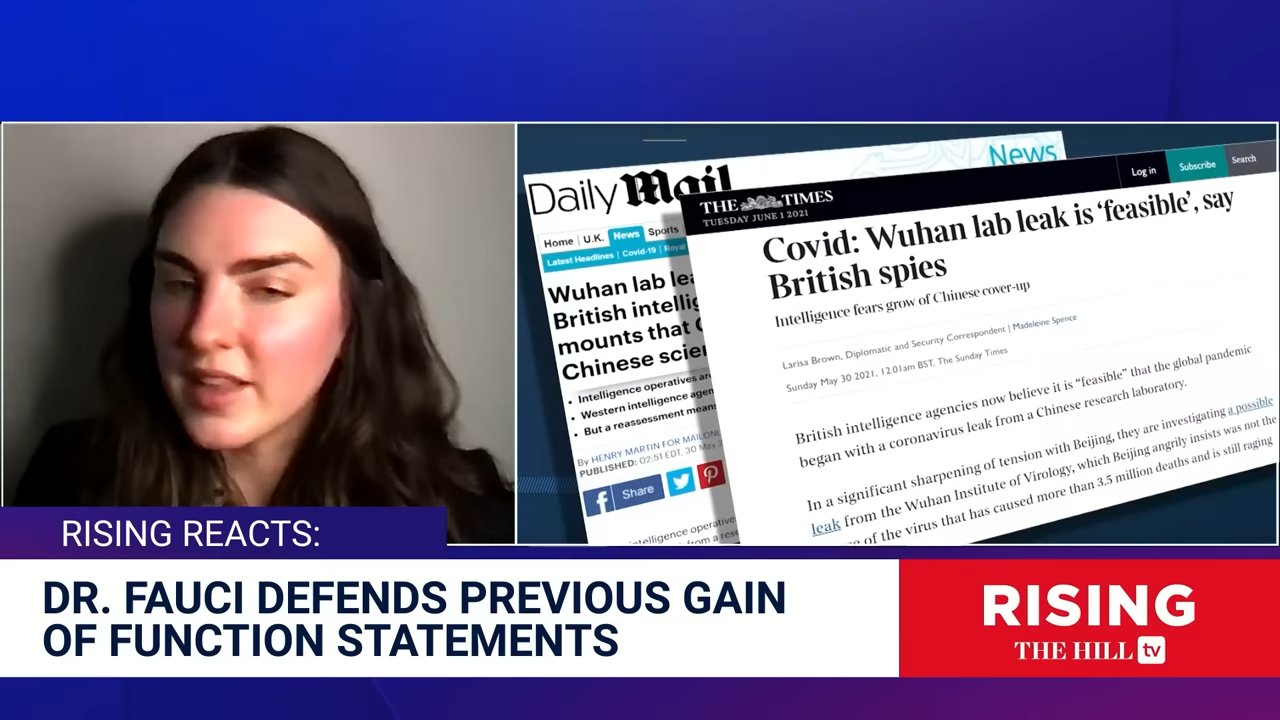 Daily Mail
News
Home | U.K. News Sports
Latest Headlines | Covid-19 | Royal
Wuhan lab
British
mounts that
Chinese
Intelligence operatives
Western intelligence
But a reassessment
By HENRY MARTIN FOR
PUBLISHED: 02:51 EDT, 30 May
Share
THE TIMES
TUESDAY JUNE 1 2021
Log in
Subscribe
Search
Covid: Wuhan lab leak is ‘feasible’, say
British spies
Intelligence fears grow of Chinese cover-up
Larisa Brown, Diplomatic and Security Correspondent | Madeleine Spence
Sunday May 30 2021, 12.01am BST, The Sunday Times
British intelligence agencies now believe it is “feasible” that the global pandemic
began with a coronavirus leak from a Chinese research laboratory.
In a significant sharpening of tension with Beijing, they are investigating a possible
leak from the Wuhan Institute of Virology, which Beijing angrily insists was not the
of the virus that has caused more than 3.5 million deaths and is still raging
RISING REACTS:
DR. FAUCI DEFENDS PREVIOUS GAIN
OF FUNCTION STATEMENTS
RISING
THE HILL tv